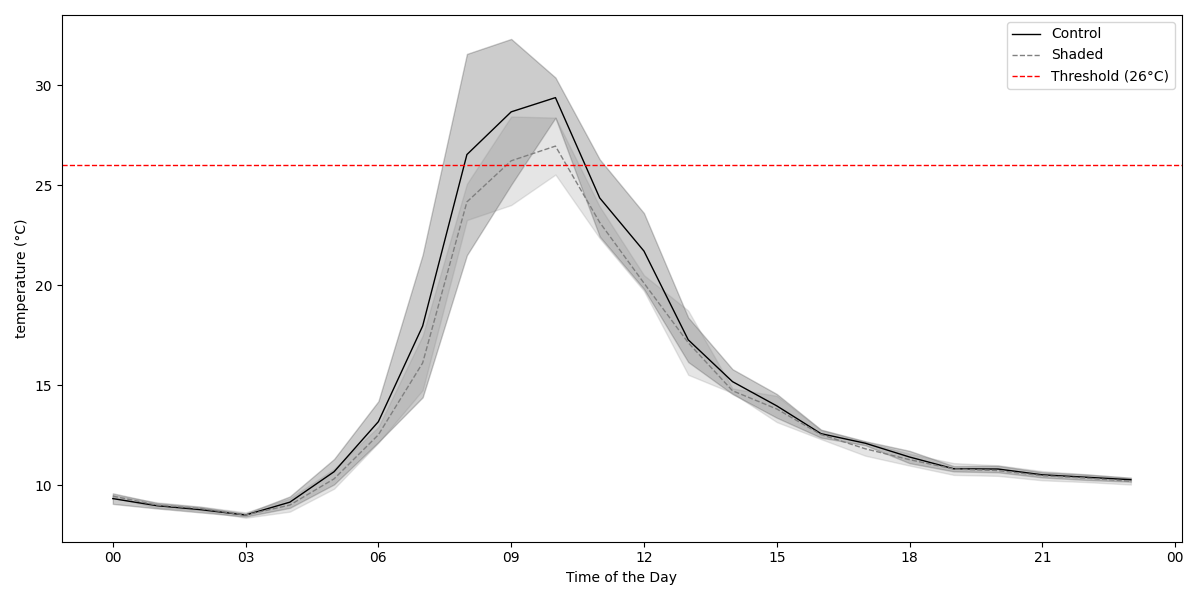 Control
Shaded
Threshold (26°C)
30
25
20
15
10
temperature (°C)
00 03 06 09 12 15 18 21 00
Time of the Day